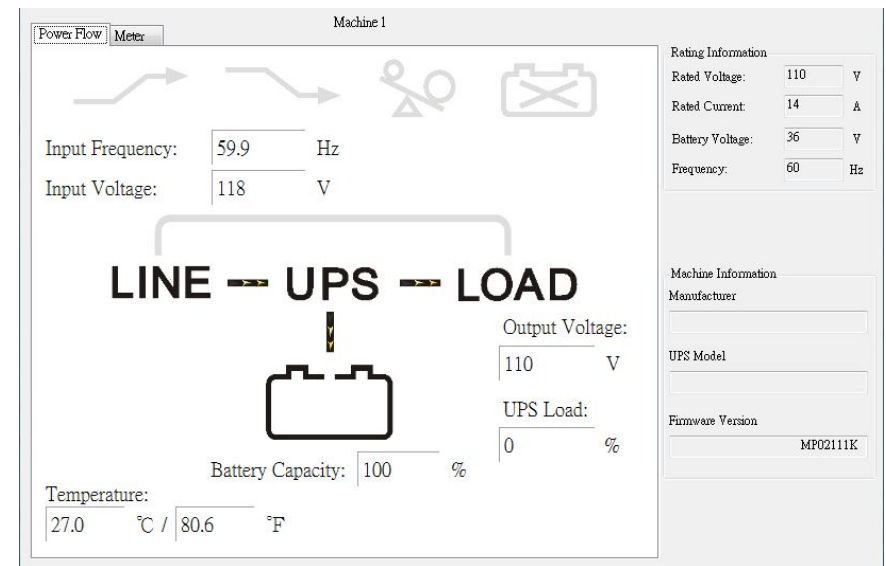 Machine 1
Power Flow Meter
Input Frequency: 59.9 Hz
Input Voltage: 118 V
LINE UPS LOAD
Output Voltage:
110 V
UPS Load:
0 %
Battery Capacity: 100 %
Temperature:
27.0 °C / 80.6 °F
Rating Information
Rated Voltage: 110 V
Rated Current: 14 A
Battery Voltage: 36 V
Frequency: 60 Hz
Machine Information
Manufacturer
UPS Model
Firmware Version
MP02111K